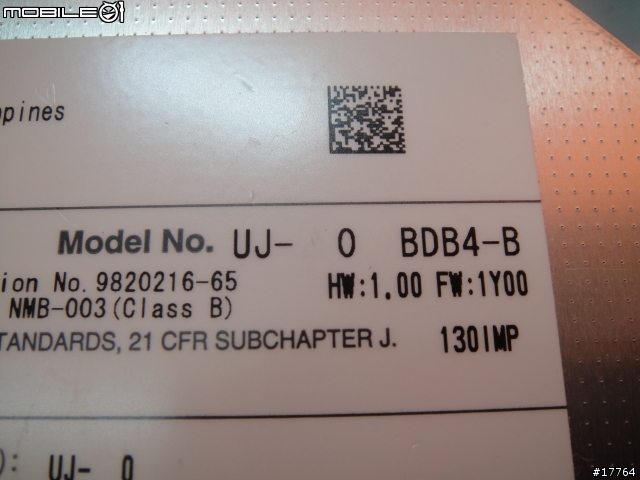 MOBILE01
ppines
Model No. UJ- 0 BDB4-B
ion No. 9820216-65 HW:1.00 FW:1Y00
NMB-003(Class B)
TANDARDS, 21 CFR SUBCHAPTER J. 130IMP
): UJ- 0
#17764